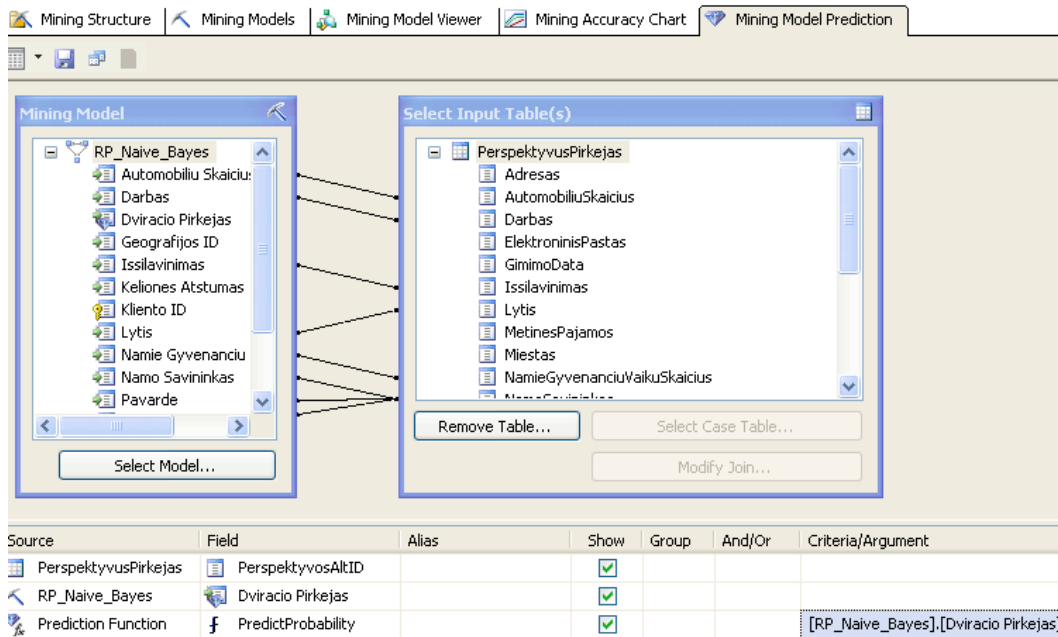 Mining Structure Mining Models Mining Model Viewer Mining Accuracy Chart Mining Model Prediction
Mining Model
RP_Naive_Bayes
Automobiliu Skaiciu
Darbas
Dviracio Pirkejas
Geografijos ID
Issilavinimas
Keliones Atstumas
Kliento ID
Lytis
Namie Gyvenanciu
Namo Savininkas
Pavarde
Select Model...
Select Input Table(s)
PerspektyvusPirkejas
Adresas
AutomobiliuSkaicius
Darbas
ElektroninisPastas
GimimoData
Issilavinimas
Lytis
MetinesPajamos
Miestas
NamieGyvenanciuVaikuSkaicius
Remove Table... Select Case Table...
Modify Join...
Source Field Alias Show Group And/Or Criteria/Argument
PerspektyvusPirkejas PerspektyvosAltID
RP_Naive_Bayes Dviracio Pirkejas
Prediction Function PredictProbability [RP_Naive_Bayes].[Dviracio Pirkejas